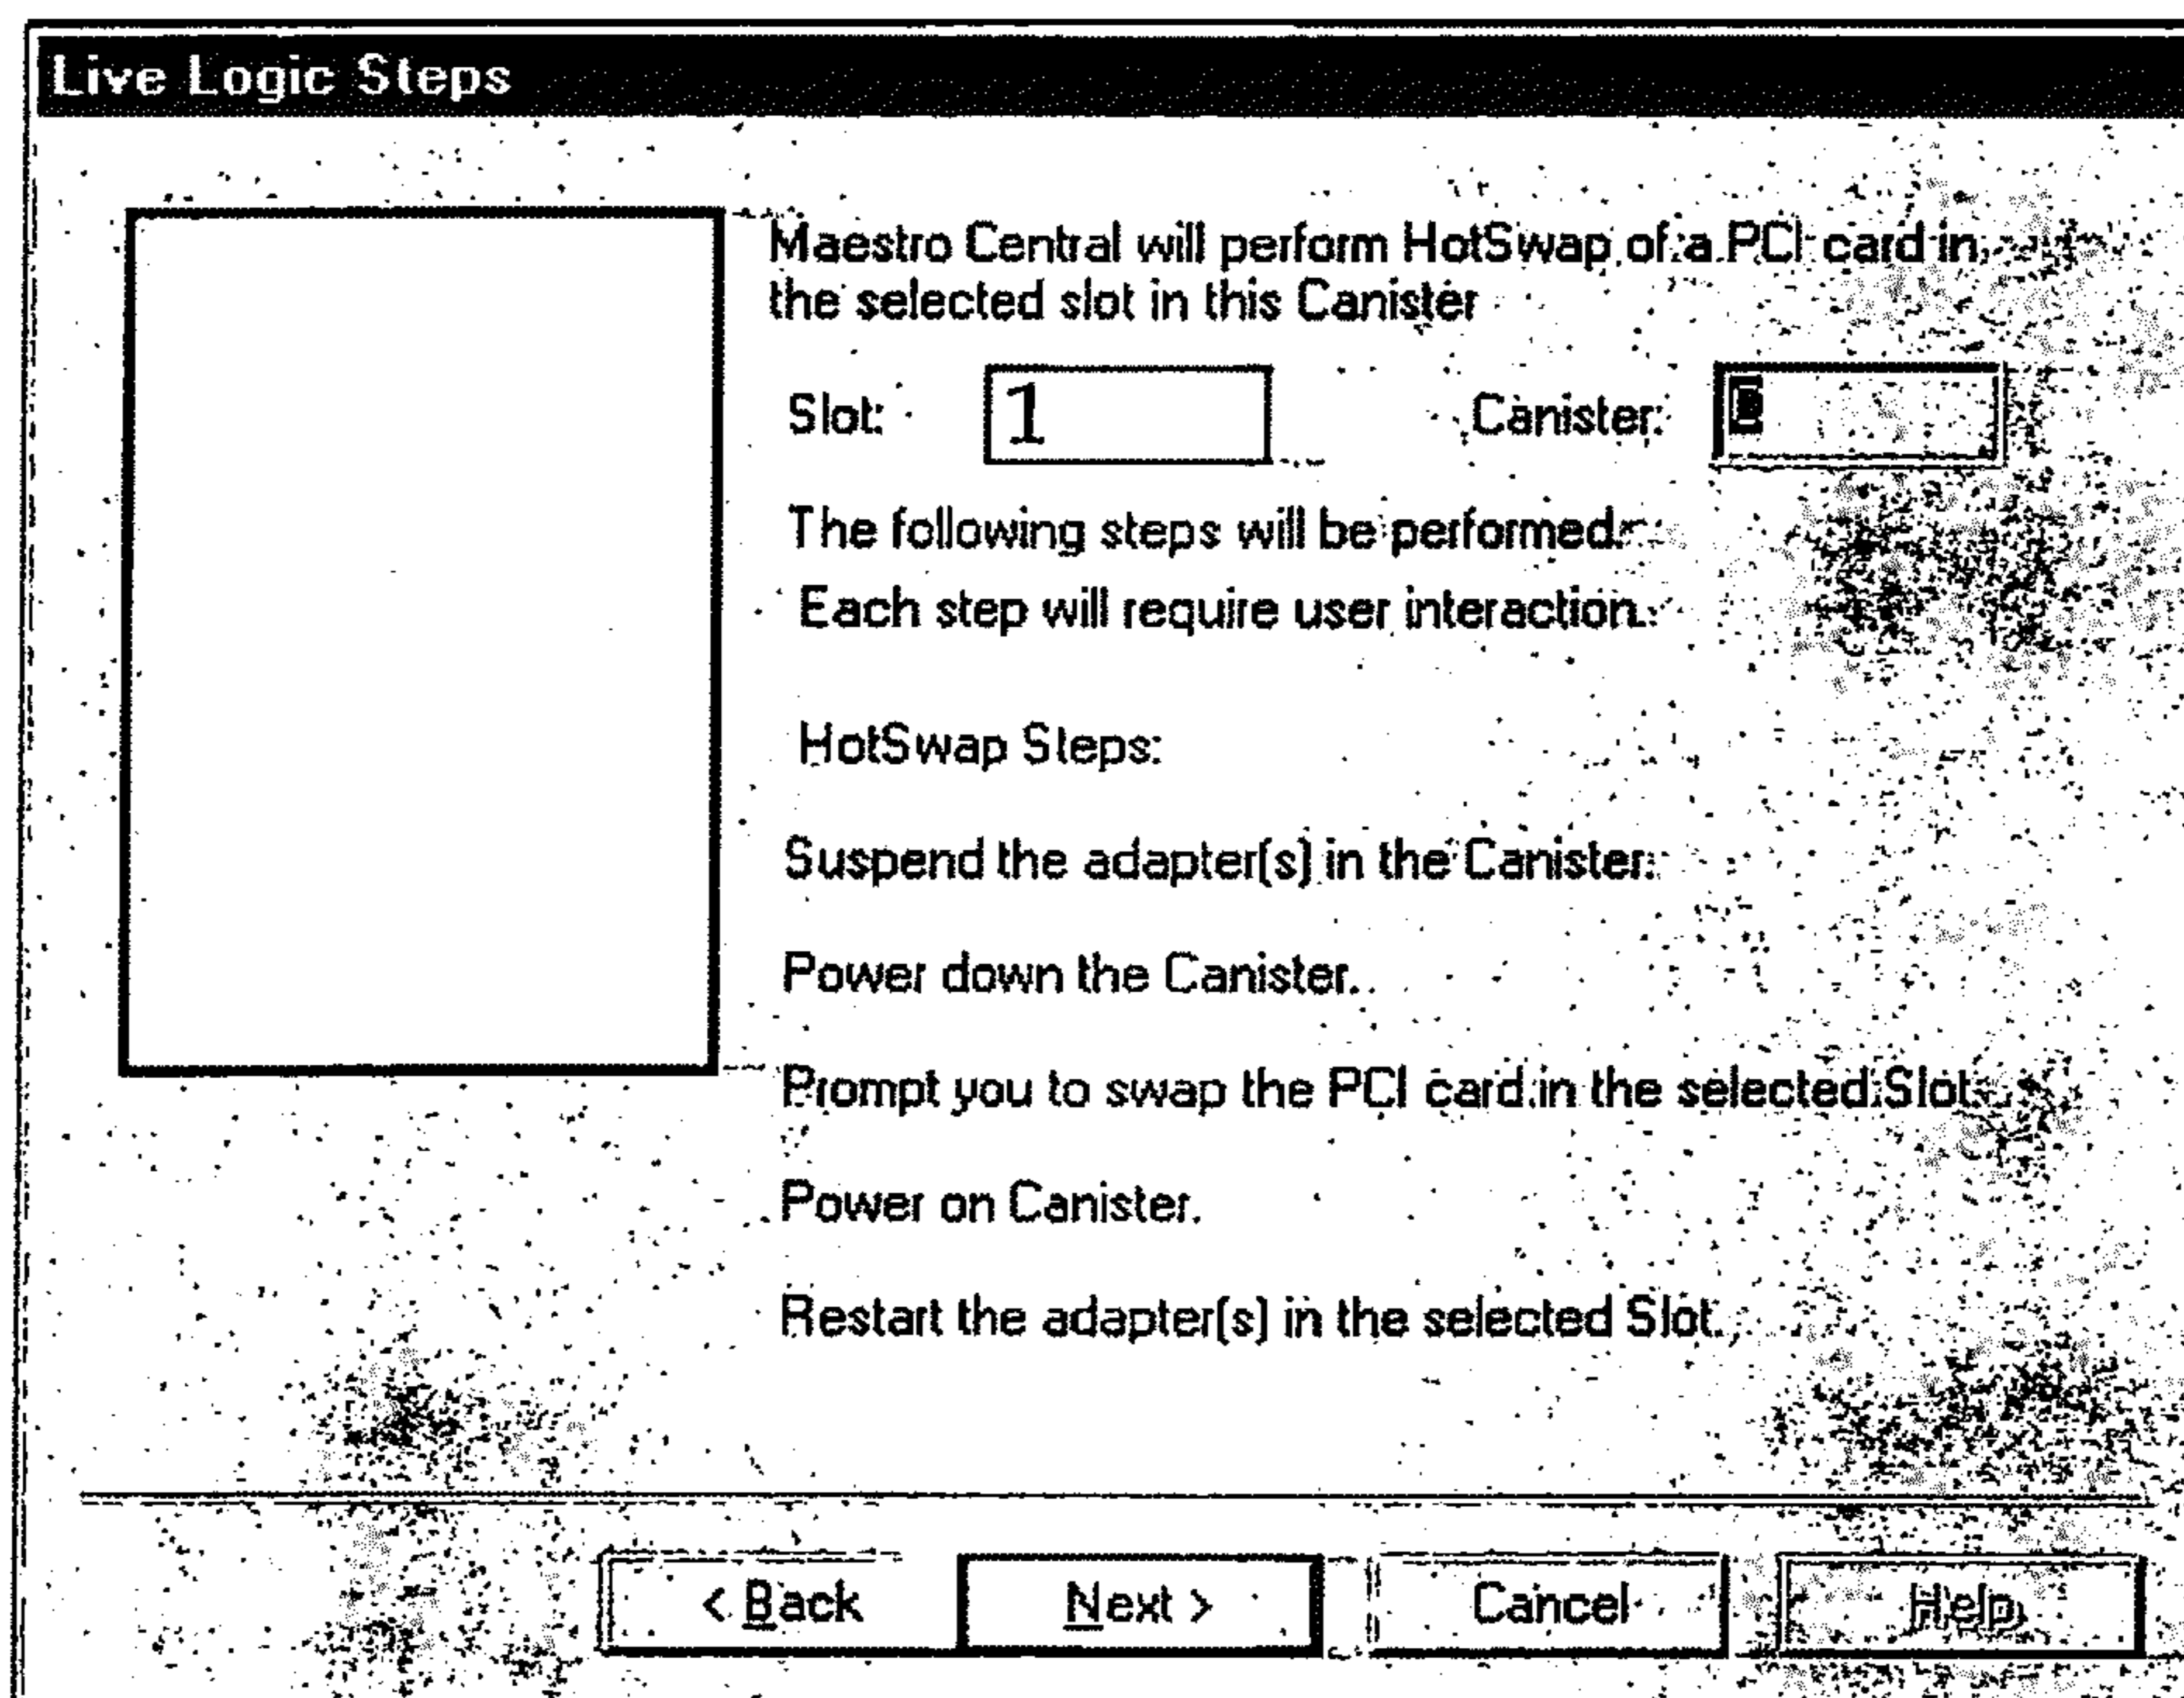 Live Logic Steps
Maestro Central will perform HotSwap of a PCI card in
the selected slot in this Canister
Slot: 1 Canister:
The following steps will be performed.
Each step will require user interaction.
HotSwap Steps:
Suspend the adapter(s) in the Canister.
Power down the Canister.
Prompt you to swap the PCI card in the selected Slot.
Power on Canister.
Restart the adapter(s) in the selected Slot.
< Back Next > Cancel Help